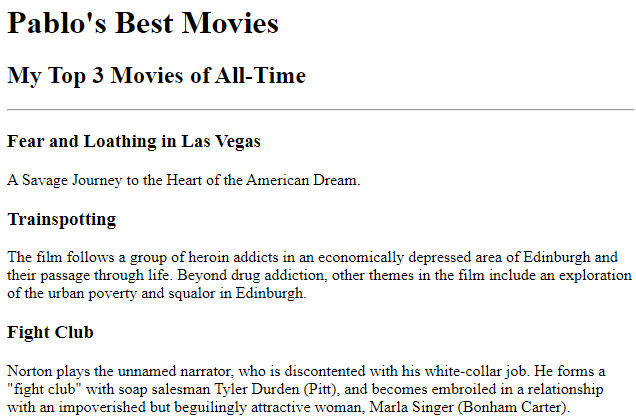 Pablo's Best Movies
My Top 3 Movies of All-Time
Fear and Loathing in Las Vegas
A Savage Journey to the Heart of the American Dream.
Trainspotting
The film follows a group of heroin addicts in an economically depressed area of Edinburgh and
their passage through life. Beyond drug addiction, other themes in the film include an exploration
of the urban poverty and squalor in Edinburgh.
Fight Club
Norton plays the unnamed narrator, who is discontented with his white-collar job. He forms a
"fight club" with soap salesman Tyler Durden (Pitt), and becomes embroiled in a relationship
with an impoverished but beguilingly attractive woman, Marla Singer (Bonham Carter).